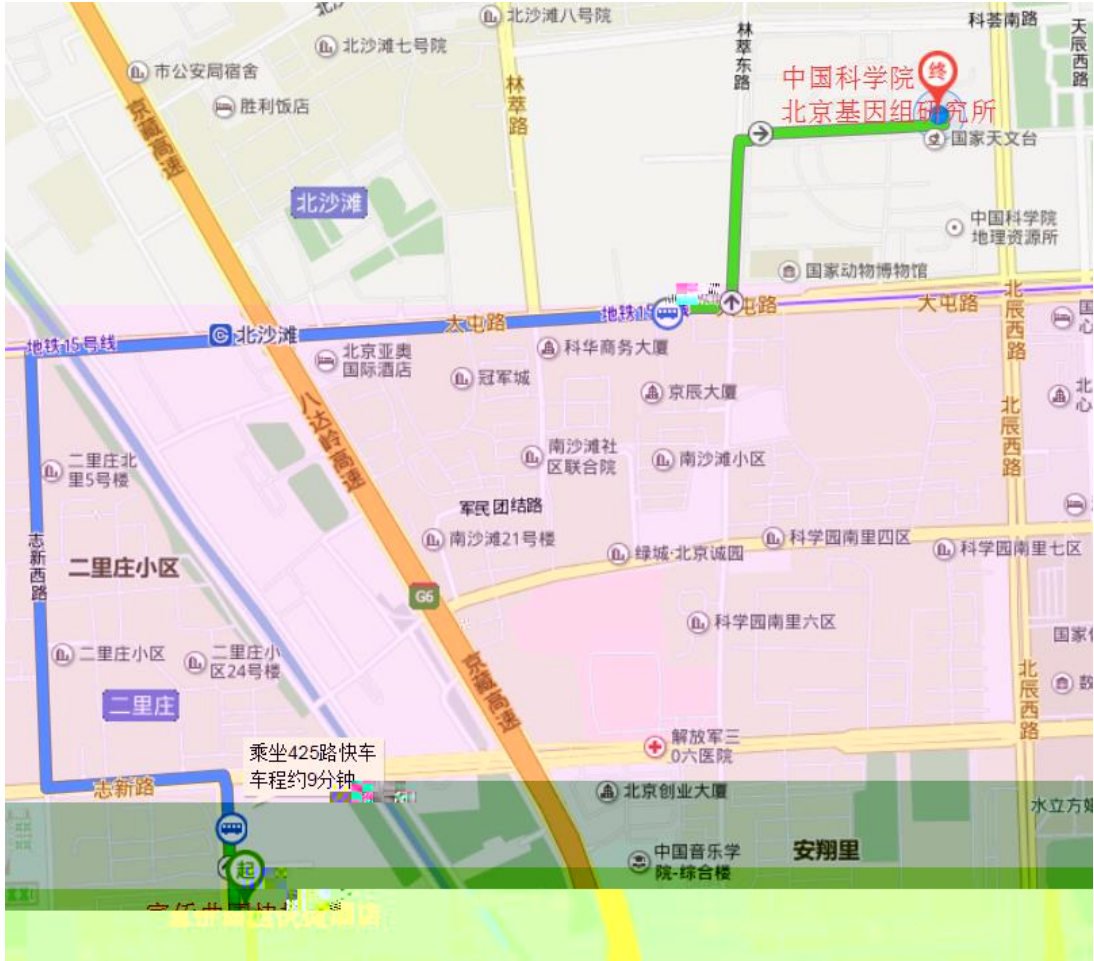 北沙滩八号院
科荟南路
天辰西路
北沙滩七号院
林萃东路
市公安局宿舍
林萃路
中国科学院
终
京藏高速
胜利饭店
北京基因组研究所
国家天文台
北沙滩
中国科学院
地理资源所
国家动物博物馆
大屯路
大屯路
北辰西路
地铁15号线
北沙滩
北京亚奥
国际酒店
科华商务大厦
冠军城
京辰大厦
八达岭高速
北辰西路
二里庄北
里5号楼
南沙滩社
区联合院
南沙滩小区
军民团结路
志新西路
南沙滩21号楼
科学园南里四区
绿城·北京诚园
科学园南里七区
二里庄小区
G6
科学园南里六区
二里庄小区
二里庄小
区24号楼
京藏高速
北辰西路
二里庄
解放军三
0六医院
乘坐425路快车
车程约9分钟
志新路
北京创业大厦
水立方
中国音乐学
院-综合楼
安翔里
起